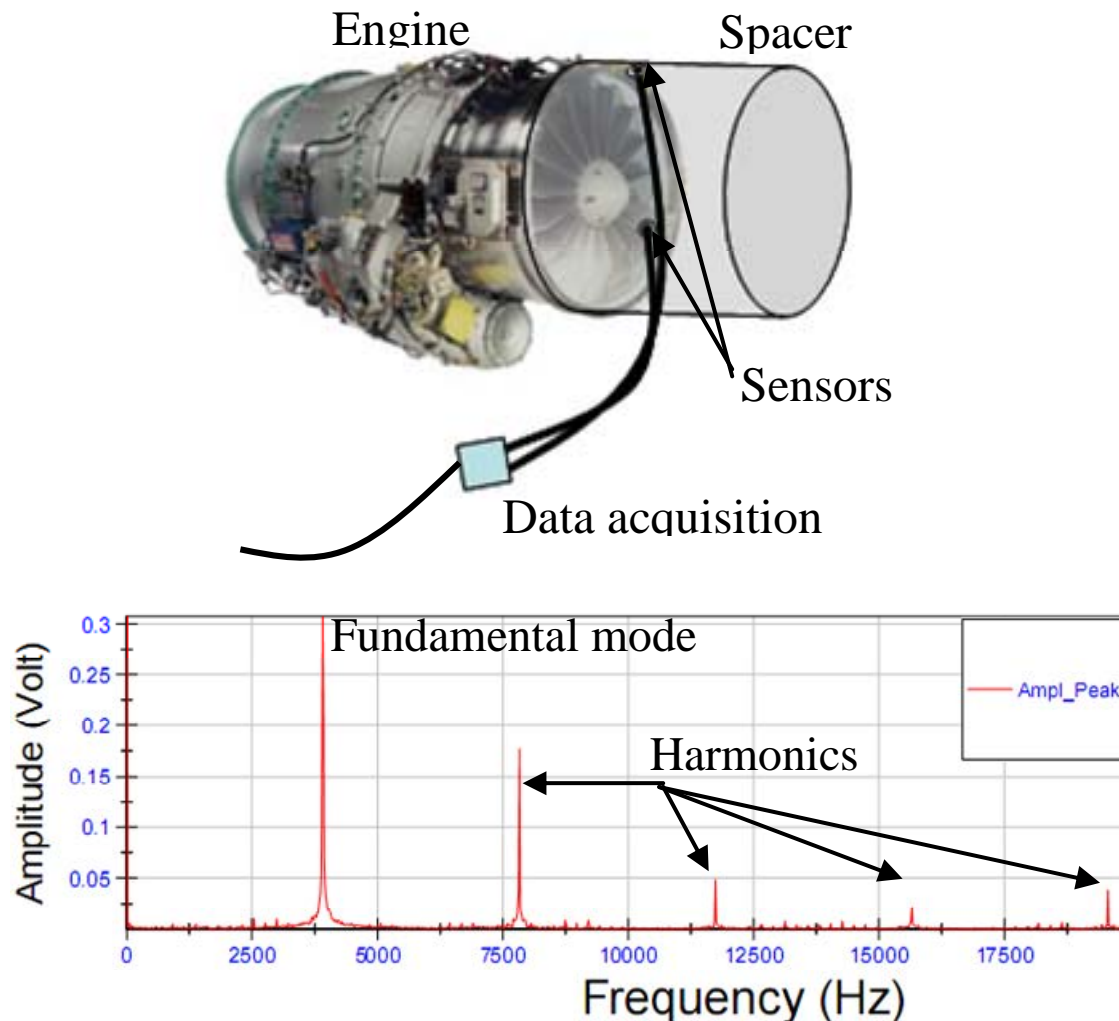 Engine
Spacer
Sensors
Data acquisition
Fundamental mode
Harmonics
Ampl_Peak
Amplitude (Volt)
0.3
0.25
0.2
0.15
0.1
0.05
0 2500 5000 7500 10000 12500 15000 17500
Frequency (Hz)